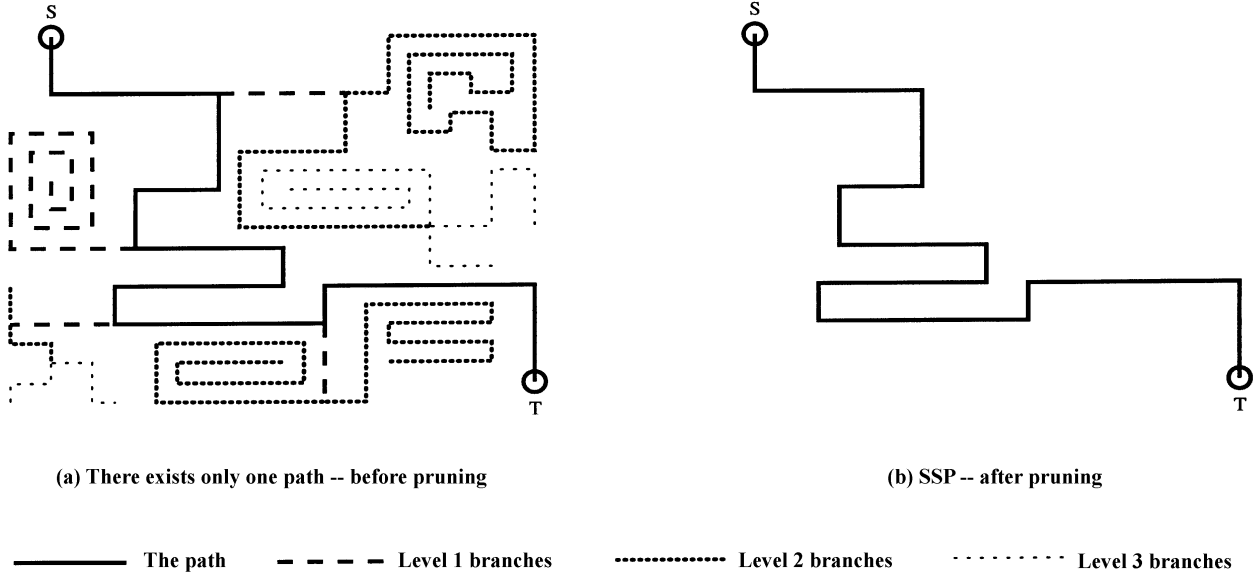 S
S
T
T
(a) There exists only one path -- before pruning
(b) SSP -- after pruning
The path
Level 1 branches
Level 2 branches
Level 3 branches